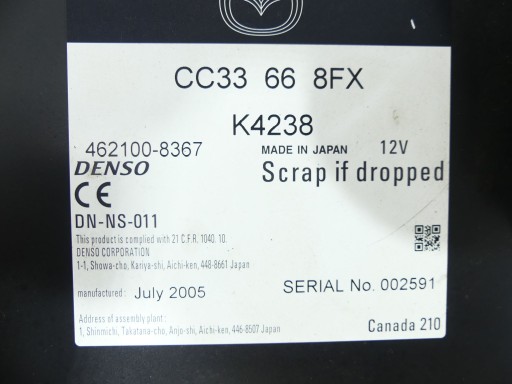 CC33 66 8FX
K4238
462100-8367 MADE IN JAPAN 12V
DENSO Scrap if dropped
CE
DN-NS-011
This product is complied with 21 C.F.R. 1040. 10.
DENSO CORPORATION
1-1, Showa-cho, Kariya-shi, Aichi-ken, 448-8661 Japan
manufactured: July 2005 SERIAL No. 002591
Address of assembly plant:
1, Shinmichi, Takatana-cho, Anjo-shi, Aichi-ken, 446-8507 Japan
Canada 210